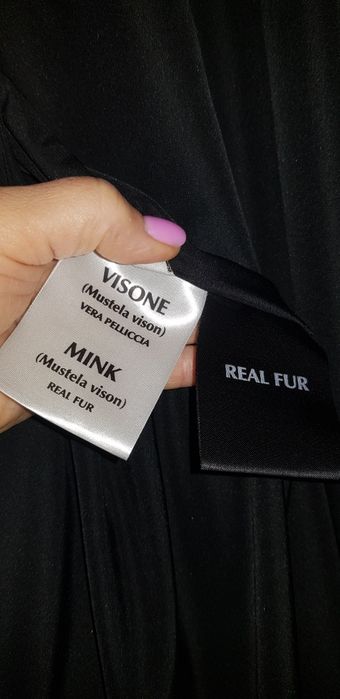 VISONE
(Mustela vison)
VERA PELLICCIA
MINK
(Mustela vison)
REAL FUR
REAL FUR